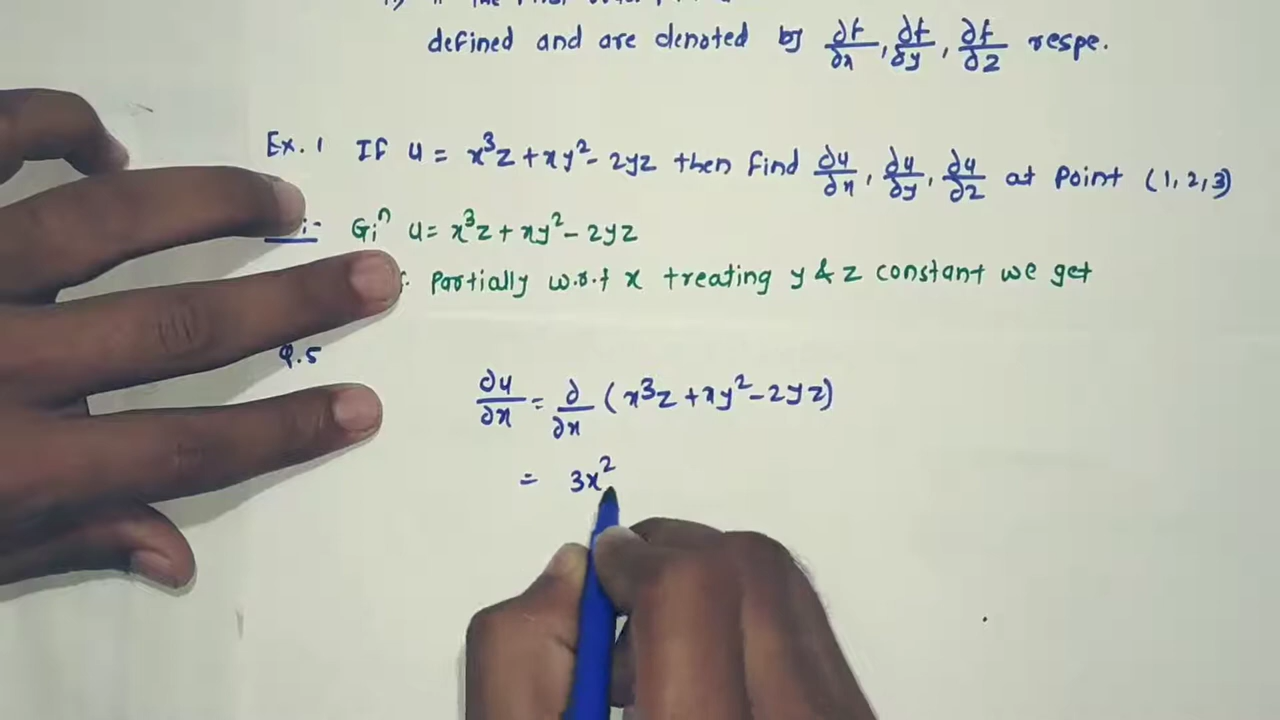 defined and are denoted by ∂f/∂x, ∂f/∂y, ∂f/∂z respe.
Ex. 1 If u = x³z + xy² - 2yz then find ∂u/∂x, ∂u/∂y, ∂u/∂z at point (1, 2, 3)
Giⁿ u = x³z + xy² - 2yz
Partially w.r.t x treating y & z constant we get
Q.5
∂u/∂x = ∂/∂x (x³z + xy² - 2yz)
= 3x²